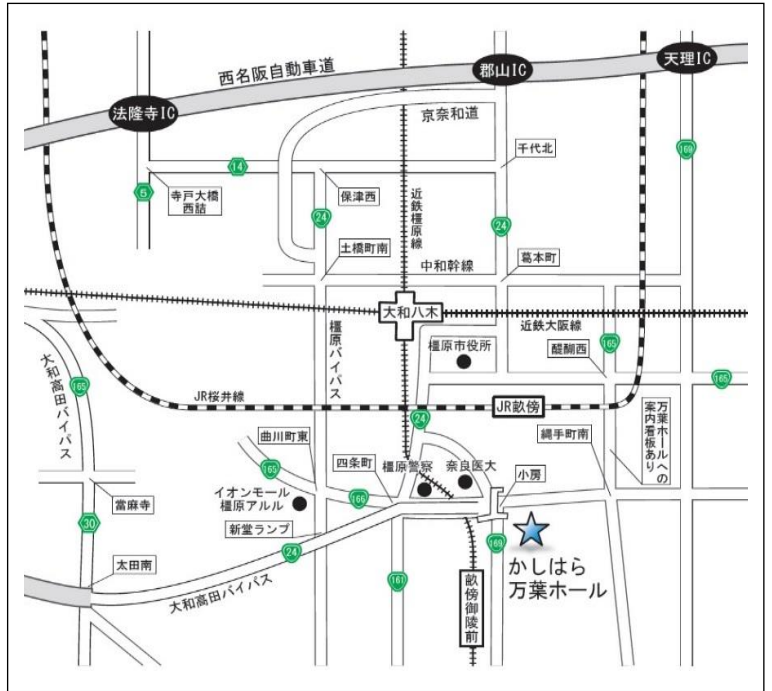 西名阪自動車道
郡山IC
天理IC
法隆寺IC
京奈和道
14
千代北
169
6
寺戸大橋
西詰
保津西
24
近鉄橿原線
24
土橋町南
中和幹線
葛本町
大和八木
近鉄大阪線
橿原バイパス
橿原市役所
165
醍醐西
大和高田バイパス
165
165
JR桜井線
24
JR畝傍
万葉ホールへの
案内看板あり
曲川町東
縄手町南
165
四条町
橿原警察
奈良医大
小房
イオンモール
橿原アルル
166
當麻寺
新堂ランプ
30
24
169
かしはら
万葉ホール
太田南
大和高田バイパス
161
畝傍御陵前